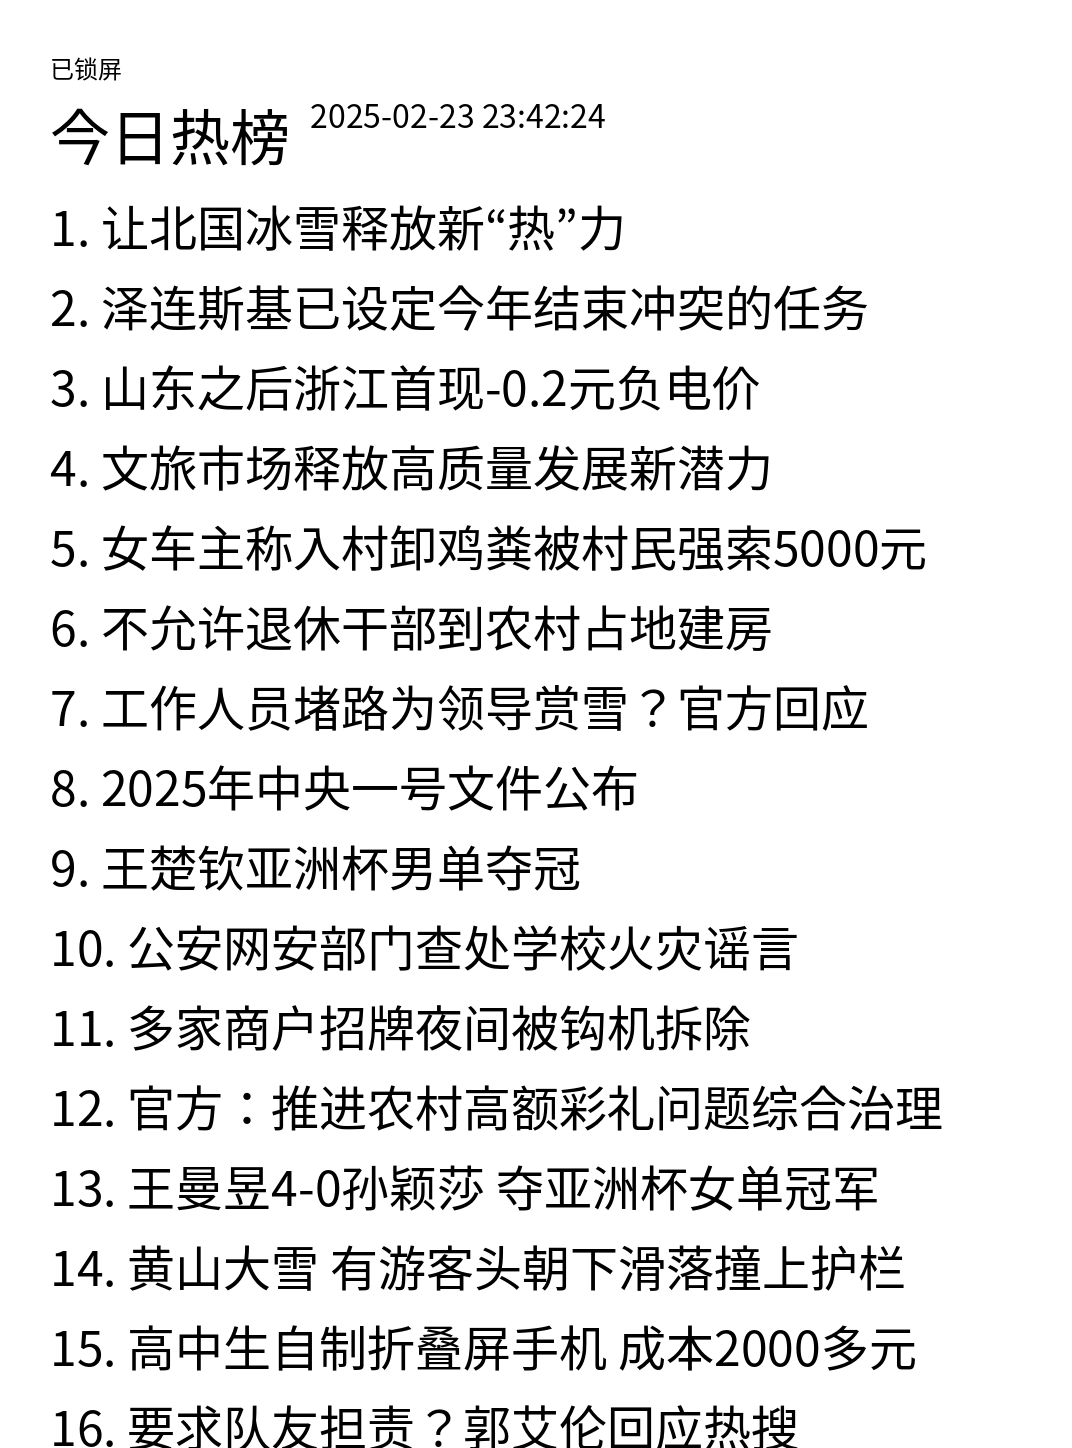 已锁屏
今日热榜 2025-02-23 23:42:24
1. 让北国冰雪释放新“热”力
2. 泽连斯基已设定今年结束冲突的任务
3. 山东之后浙江首现-0.2元负电价
4. 文旅市场释放高质量发展新潜力
5. 女车主称入村卸鸡粪被村民强索5000元
6. 不允许退休干部到农村占地建房
7. 工作人员堵路为领导赏雪？官方回应
8. 2025年中央一号文件公布
9. 王楚钦亚洲杯男单夺冠
10. 公安网安部门查处学校火灾谣言
11. 多家商户招牌夜间被钩机拆除
12. 官方：推进农村高额彩礼问题综合治理
13. 王曼昱4-0孙颖莎 夺亚洲杯女单冠军
14. 黄山大雪 有游客头朝下滑落撞上护栏
15. 高中生自制折叠屏手机 成本2000多元
16. 要求队友担责？郭艾伦回应热搜